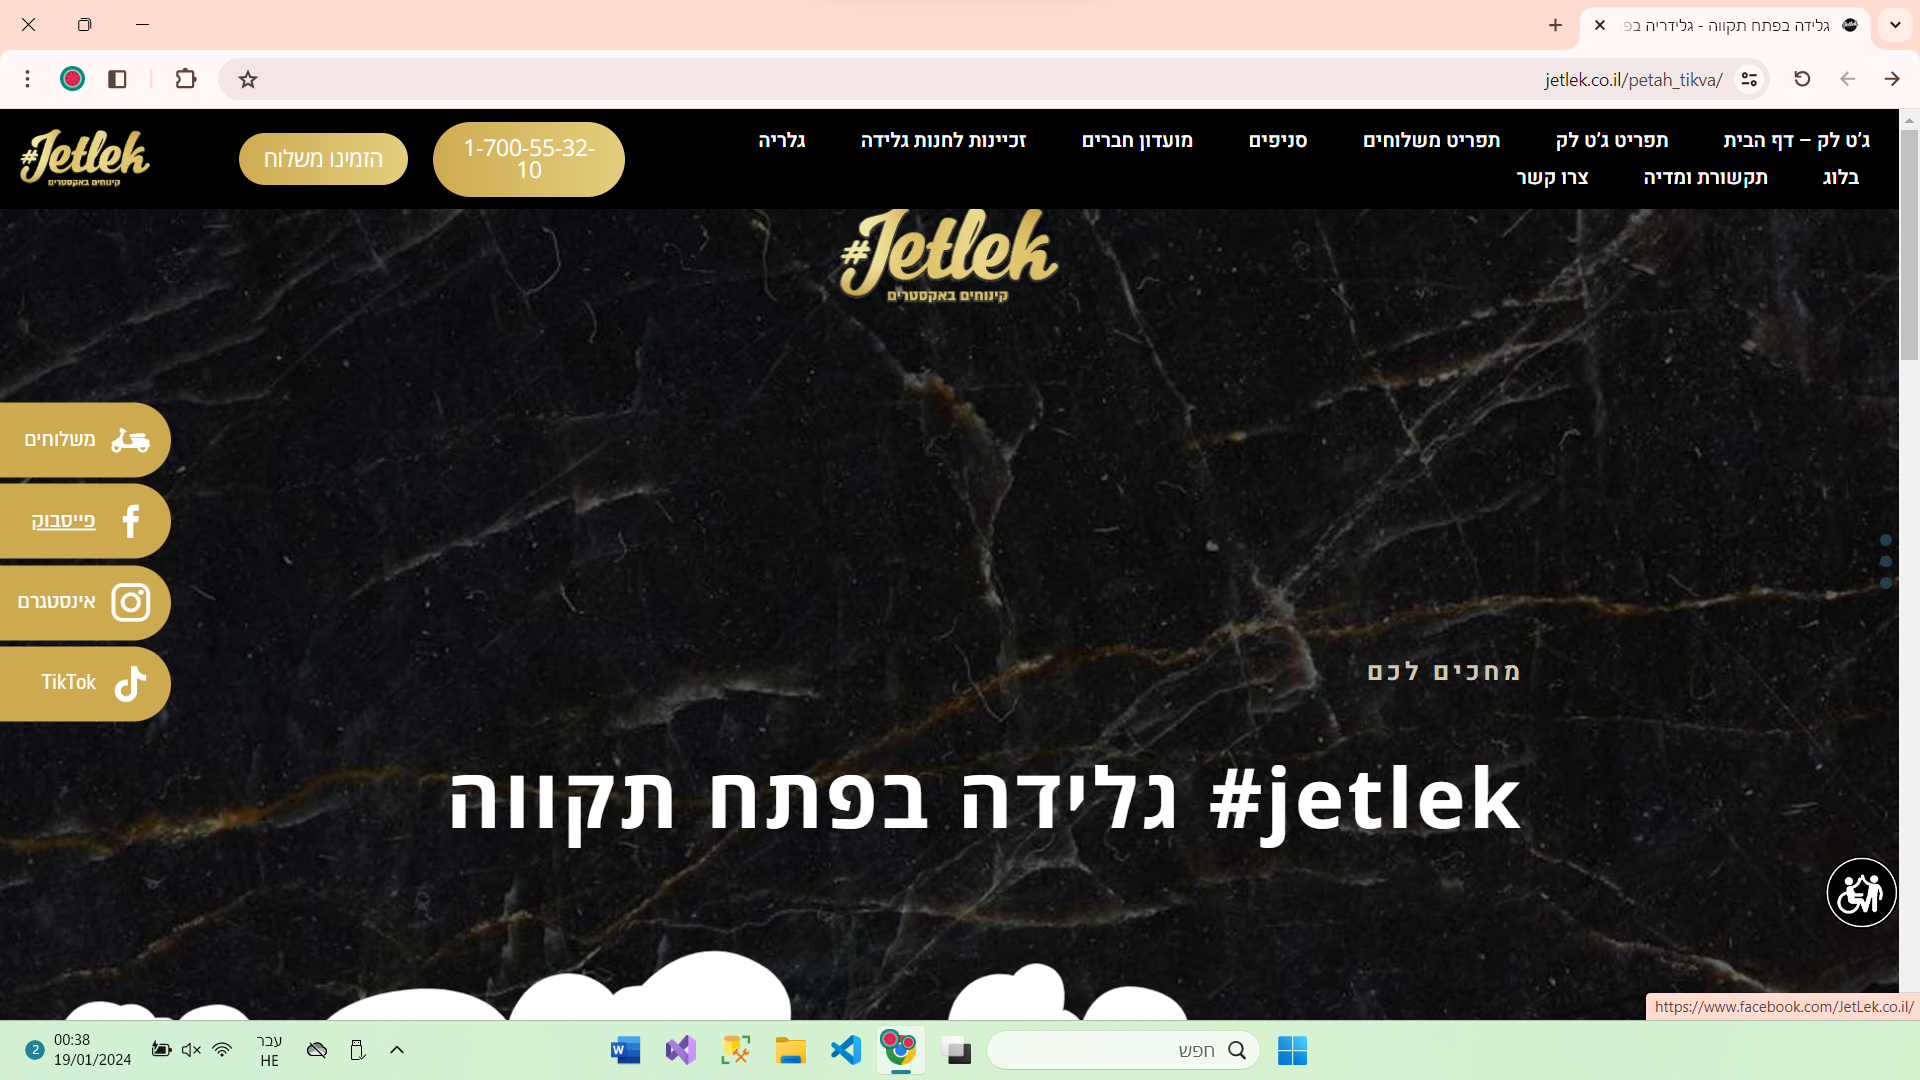 גלידה בפתח תקווה - גלידריה בפ
jetlek.co.il/petah_tikva/
ג'ט לק – דף הבית
תפריט ג'ט לק
תפריט משלוחים
סניפים
מועדון חברים
זכיינות לחנות גלידה
גלריה
בלוג
תקשורת ומדיה
צרו קשר
1-700-55-32-
10
הזמינו משלוח
#Jetlek
קינוחים באקסטרים
#Jetlek
קינוחים באקסטרים
משלוחים
פייסבוק
אינסטגרם
TikTok
מחכים לכם
jetlek# גלידה בפתח תקווה
https://www.facebook.com/JetLek.co.il/
חפש
עבר
HE
00:38
19/01/2024
2